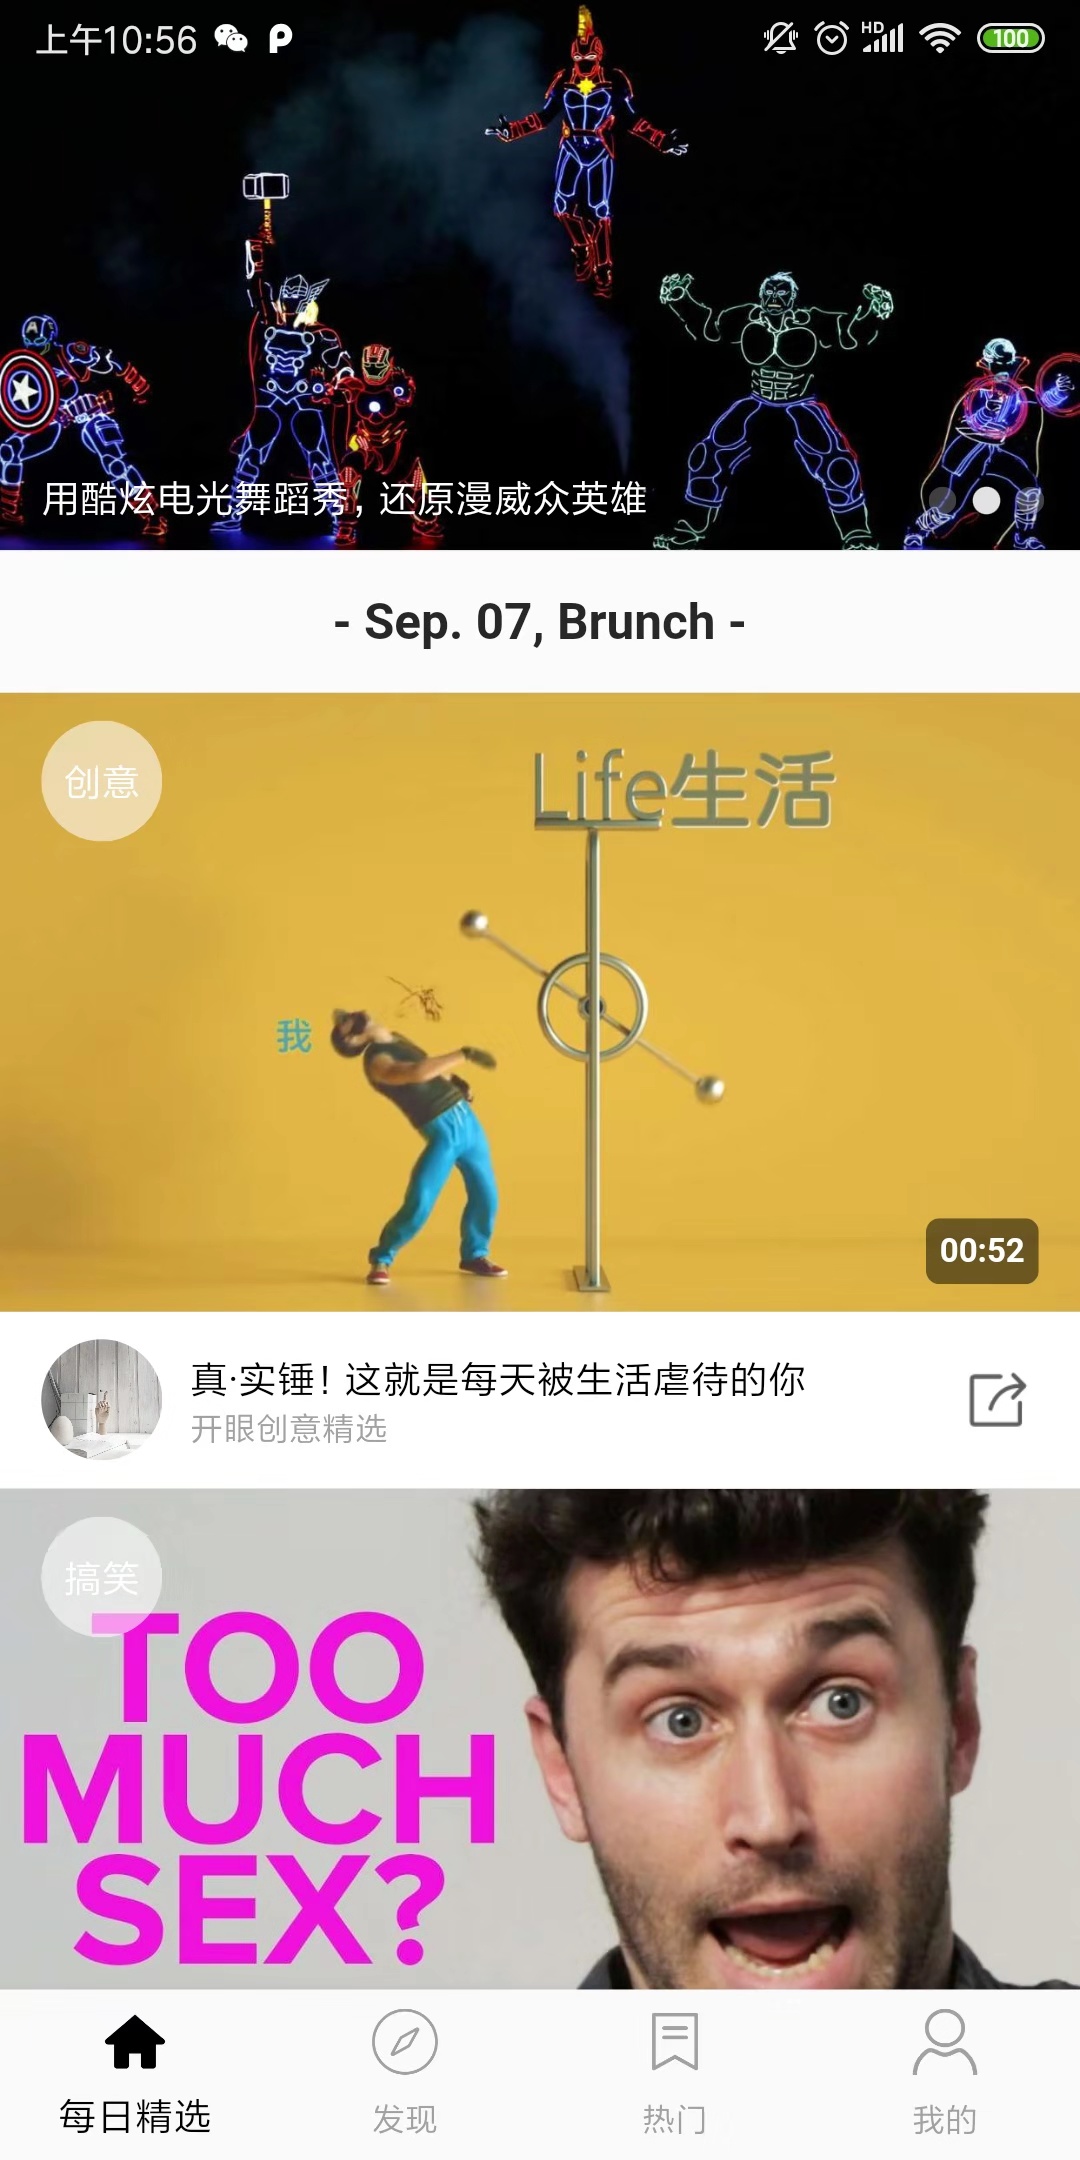 上午10:56
HD
100
用酷炫电光舞蹈秀，还原漫威众英雄
- Sep. 07, Brunch -
创意
Life生活
我
00:52
真·实锤！这就是每天被生活虐待的你
开眼创意精选
搞笑
TOO
MUCH
SEX?
每日精选
发现
热门
我的